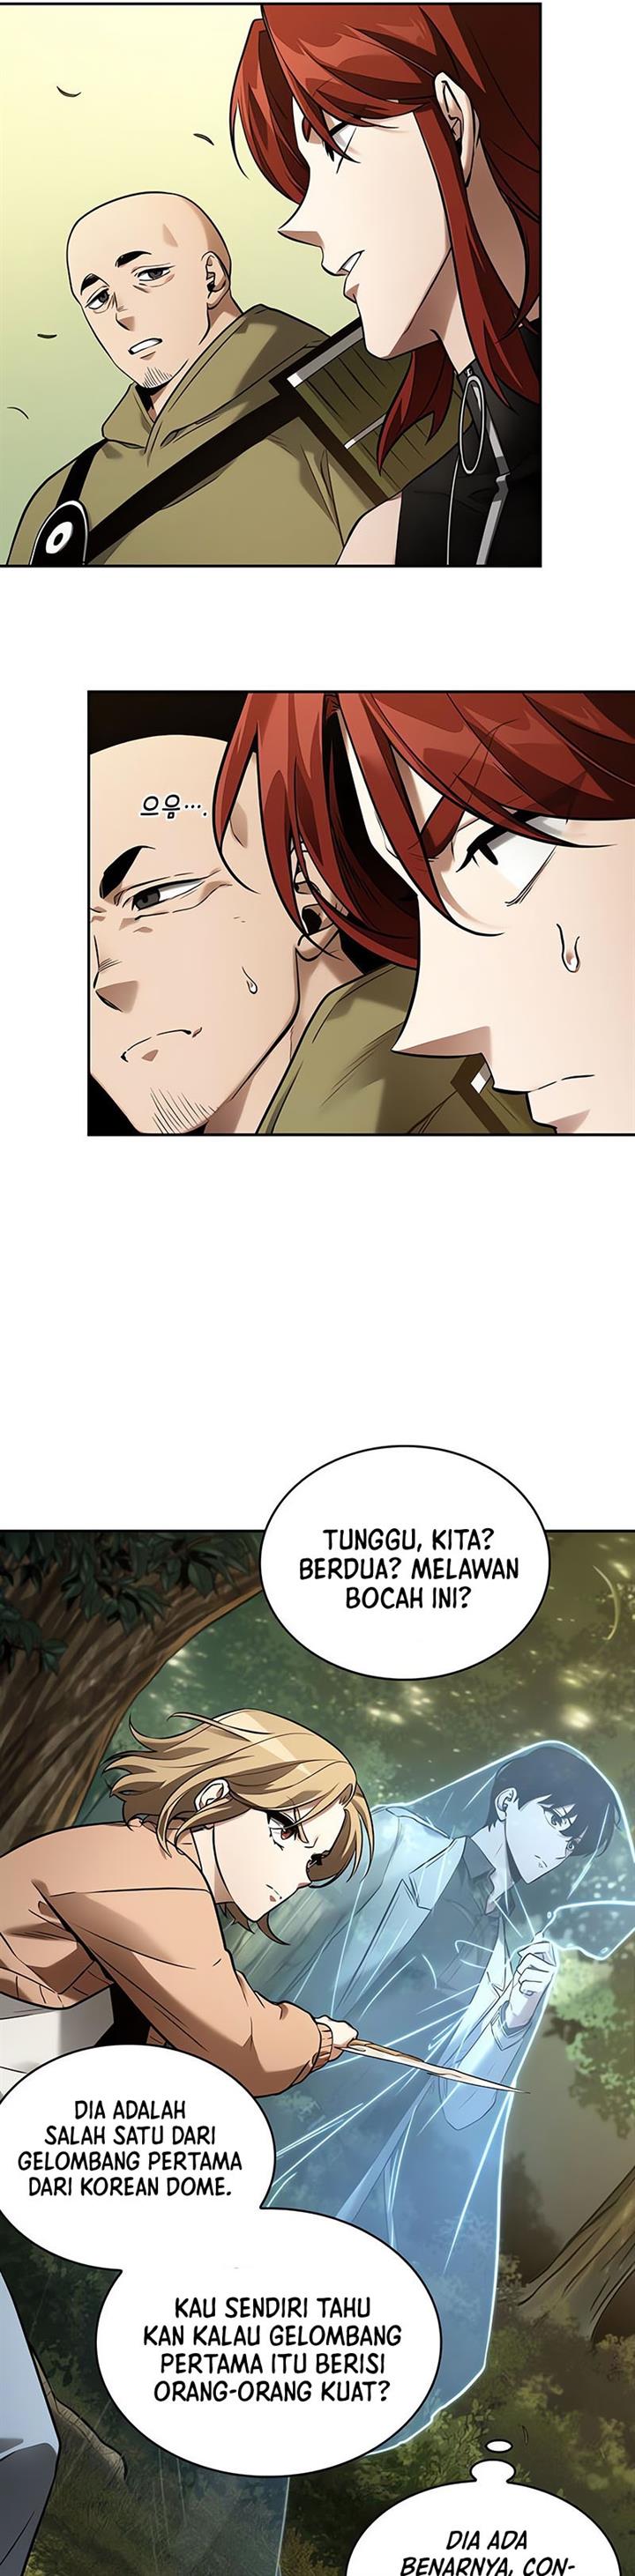 으음….
TUNGGU, KITA?
BERDUA? MELAWAN
BOCAH INI?
DIA ADALAH
SALAH SATU DARI
GELOMBANG PERTAMA
DARI KOREAN DOME.
KAU SENDIRI TAHU
KAN KALAU GELOMBANG
PERTAMA ITU BERISI
ORANG-ORANG KUAT?
DIA ADA
BENARNYA, CON-